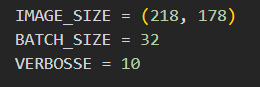 IMAGE_SIZE = (218, 178)
BATCH_SIZE = 32
VERBOSSE = 10